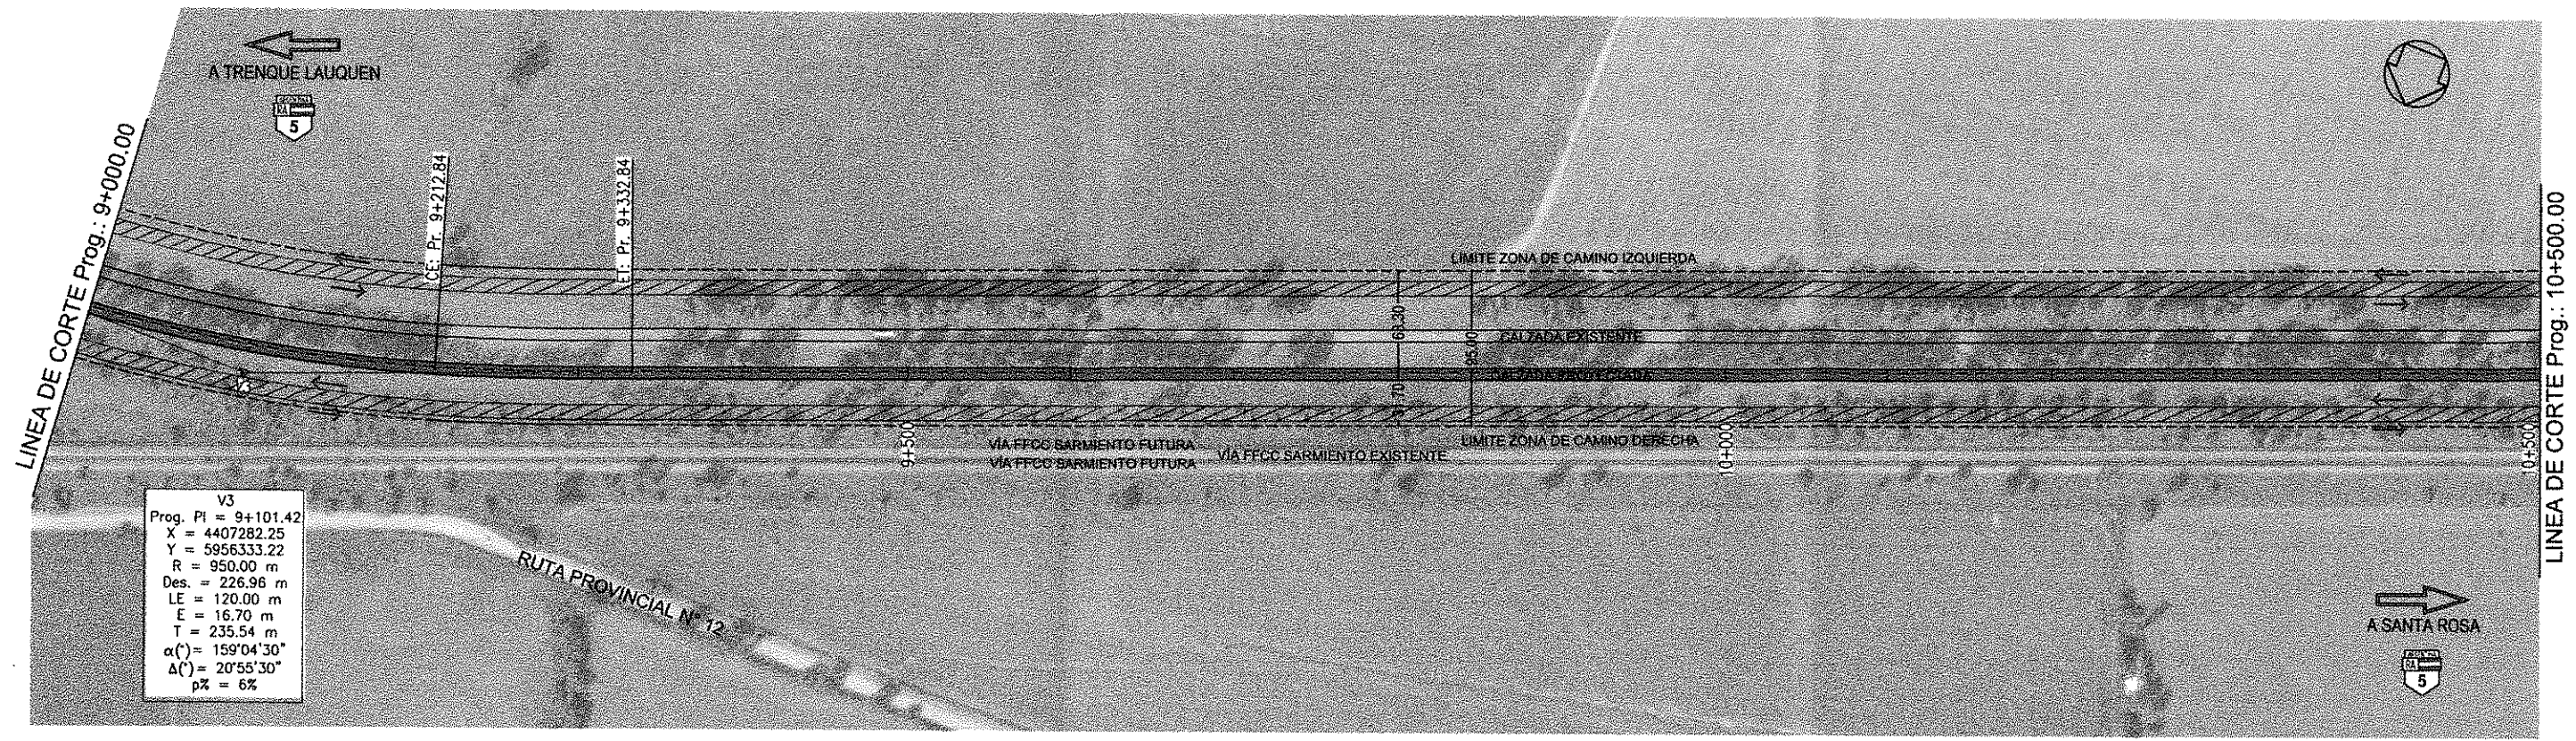 A TRENQUE LAUQUEN
RA
5
LINEA DE CORTE Prog.: 9+000.00
CE: Pr. 9+212.84
ET: Pr. 9+332.84
LIMITE ZONA DE CAMINO IZQUIERDA
63.30
95.00
CALZADA EXISTENTE
CALZADA PROYECTADA
V3
9+500
VÍA FFCC SARMIENTO FUTURA
VÍA FFCC SARMIENTO FUTURA
VÍA FFCC SARMIENTO EXISTENTE
LIMITE ZONA DE CAMINO DERECHA
10+000
10+500
LINEA DE CORTE Prog.: 10+500.00
V3
Prog. PI = 9+101.42
X = 4407282.25
Y = 5956333.22
R = 950.00 m
Des. = 226.96 m
LE = 120.00 m
E = 16.70 m
T = 235.54 m
α(°)= 159°04'30"
Δ(°)= 20°55'30"
p% = 6%
RUTA PROVINCIAL N° 12
A SANTA ROSA
RA
5